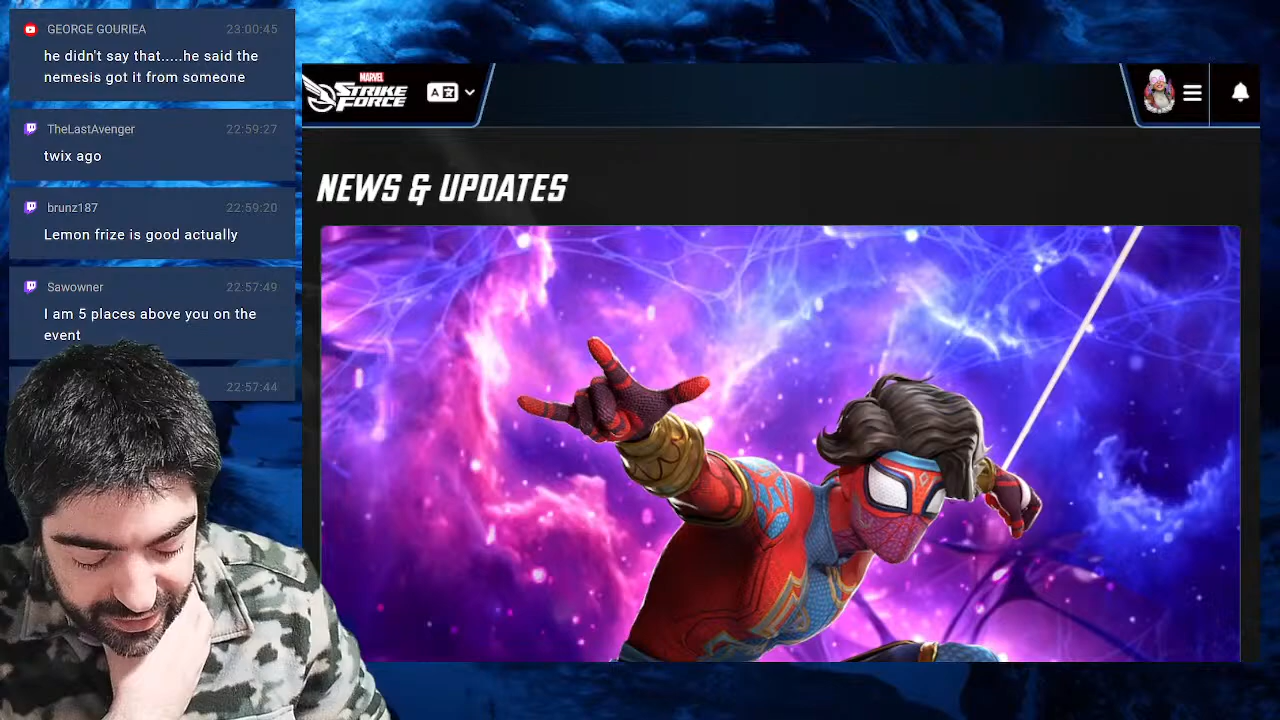 GEORGE GOURIEA 23:00:45
he didn't say that.....he said the
nemesis got it from someone
TheLastAvenger 22:59:27
twix ago
brunz187 22:59:20
Lemon frize is good actually
Sawowner 22:57:49
I am 5 places above you on the
event
22:57:44
MARVEL
STRIKE
FORCE
A
NEWS & UPDATES